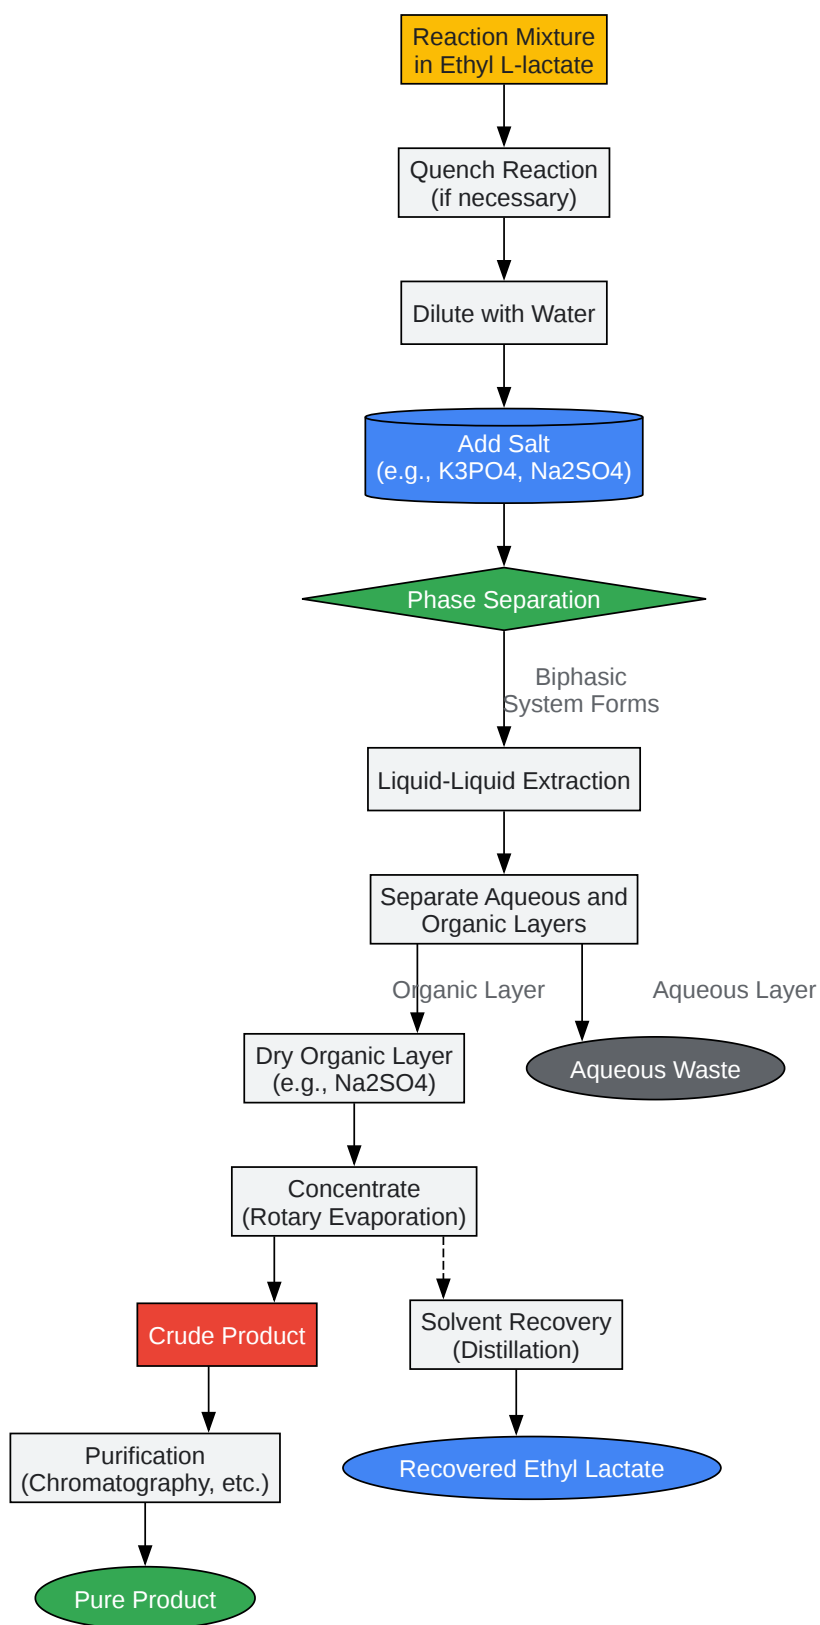 Reaction Mixture
in Ethyl L-lactate
Quench Reaction
(if necessary)
Dilute with Water
Add Salt
(e.g., K3PO4, Na2SO4)
Phase Separation
Biphasic
System Forms
Liquid-Liquid Extraction
Separate Aqueous and
Organic Layers
Organic Layer
Aqueous Layer
Dry Organic Layer
(e.g., Na2SO4)
Aqueous Waste
Concentrate
(Rotary Evaporation)
Crude Product
Solvent Recovery
(Distillation)
Purification
(Chromatography, etc.)
Recovered Ethyl Lactate
Pure Product